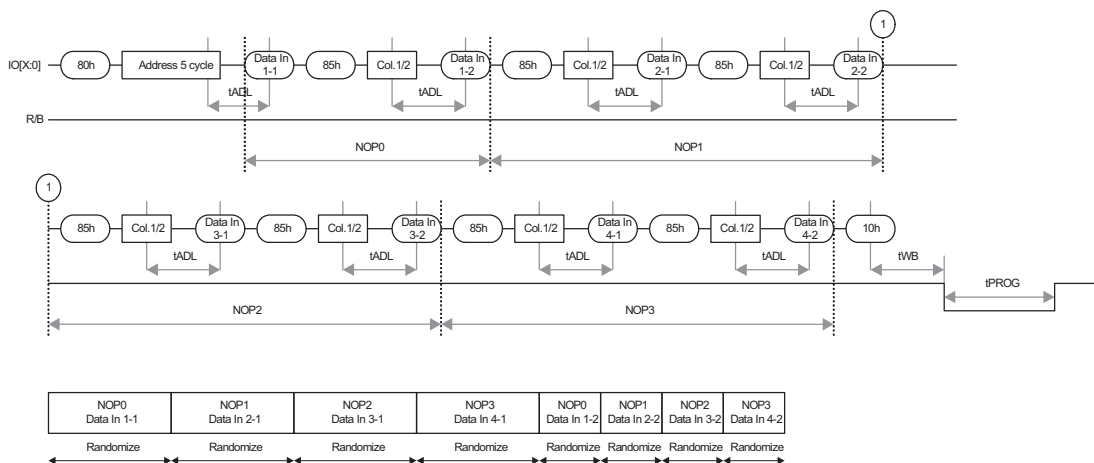 1
IO[X:0] 80h Address 5 cycle Data In 1-1 85h Col.1/2 Data In 1-2 85h Col.1/2 Data In 2-1 85h Col.1/2 Data In 2-2
tADL tADL tADL tADL
R/B
NOP0 NOP1
1
85h Col.1/2 Data In 3-1 85h Col.1/2 Data In 3-2 85h Col.1/2 Data In 4-1 85h Col.1/2 Data In 4-2 10h
tADL tADL tADL tADL tWB
tPROG
NOP2 NOP3
NOP0 NOP1 NOP2 NOP3 NOP0 NOP1 NOP2 NOP3
Data In 1-1 Data In 2-1 Data In 3-1 Data In 4-1 Data In 1-2 Data In 2-2 Data In 3-2 Data In 4-2
Randomize Randomize Randomize Randomize Randomize Randomize Randomize Randomize